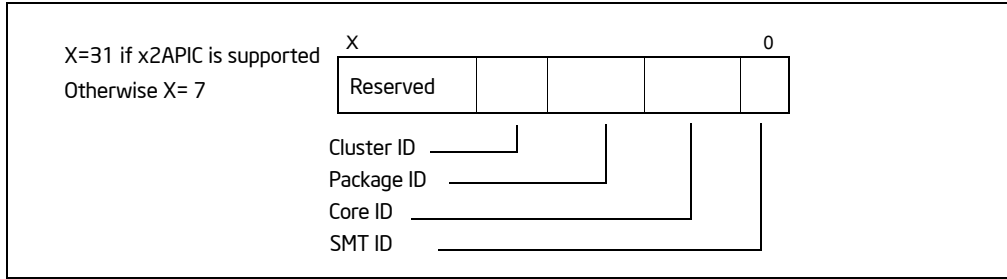 X=31 if x2APIC is supported
Otherwise X= 7
X 0
Reserved
Cluster ID
Package ID
Core ID
SMT ID